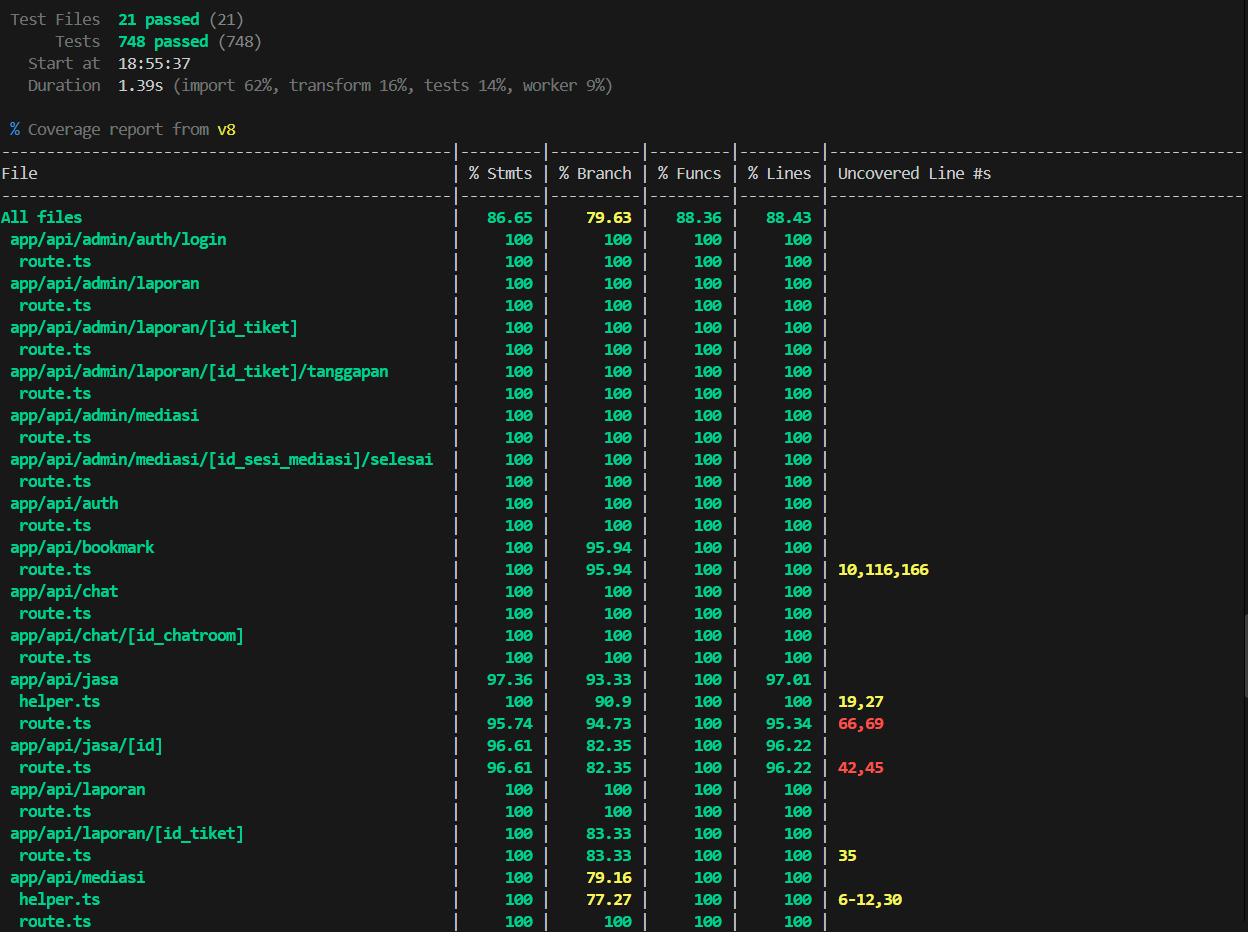 Test Files  21 passed (21)
Tests  748 passed (748)
Start at  18:55:37
Duration  1.39s (import 62%, transform 16%, tests 14%, worker 9%)
% Coverage report from v8
File | % Stmts | % Branch | % Funcs | % Lines | Uncovered Line #s
All files | 86.65 | 79.63 | 88.36 | 88.43 |
app/api/admin/auth/login | 100 | 100 | 100 | 100 |
route.ts | 100 | 100 | 100 | 100 |
app/api/admin/laporan | 100 | 100 | 100 | 100 |
route.ts | 100 | 100 | 100 | 100 |
app/api/admin/laporan/[id_tiket] | 100 | 100 | 100 | 100 |
route.ts | 100 | 100 | 100 | 100 |
app/api/admin/laporan/[id_tiket]/tanggapan | 100 | 100 | 100 | 100 |
route.ts | 100 | 100 | 100 | 100 |
app/api/admin/mediasi | 100 | 100 | 100 | 100 |
route.ts | 100 | 100 | 100 | 100 |
app/api/admin/mediasi/[id_sesi_mediasi]/selesai | 100 | 100 | 100 | 100 |
route.ts | 100 | 100 | 100 | 100 |
app/api/auth | 100 | 100 | 100 | 100 |
route.ts | 100 | 100 | 100 | 100 |
app/api/bookmark | 100 | 95.94 | 100 | 100 |
route.ts | 100 | 95.94 | 100 | 100 | 10,116,166
app/api/chat | 100 | 100 | 100 | 100 |
route.ts | 100 | 100 | 100 | 100 |
app/api/chat/[id_chatroom] | 100 | 100 | 100 | 100 |
route.ts | 100 | 100 | 100 | 100 |
app/api/jasa | 97.36 | 93.33 | 100 | 97.01 |
helper.ts | 100 | 90.9 | 100 | 100 | 19,27
route.ts | 95.74 | 94.73 | 100 | 95.34 | 66,69
app/api/jasa/[id] | 96.61 | 82.35 | 100 | 96.22 |
route.ts | 96.61 | 82.35 | 100 | 96.22 | 42,45
app/api/laporan | 100 | 100 | 100 | 100 |
route.ts | 100 | 100 | 100 | 100 |
app/api/laporan/[id_tiket] | 100 | 83.33 | 100 | 100 |
route.ts | 100 | 83.33 | 100 | 100 | 35
app/api/mediasi | 100 | 79.16 | 100 | 100 |
helper.ts | 100 | 77.27 | 100 | 100 | 6-12,30
route.ts | 100 | 100 | 100 | 100 |